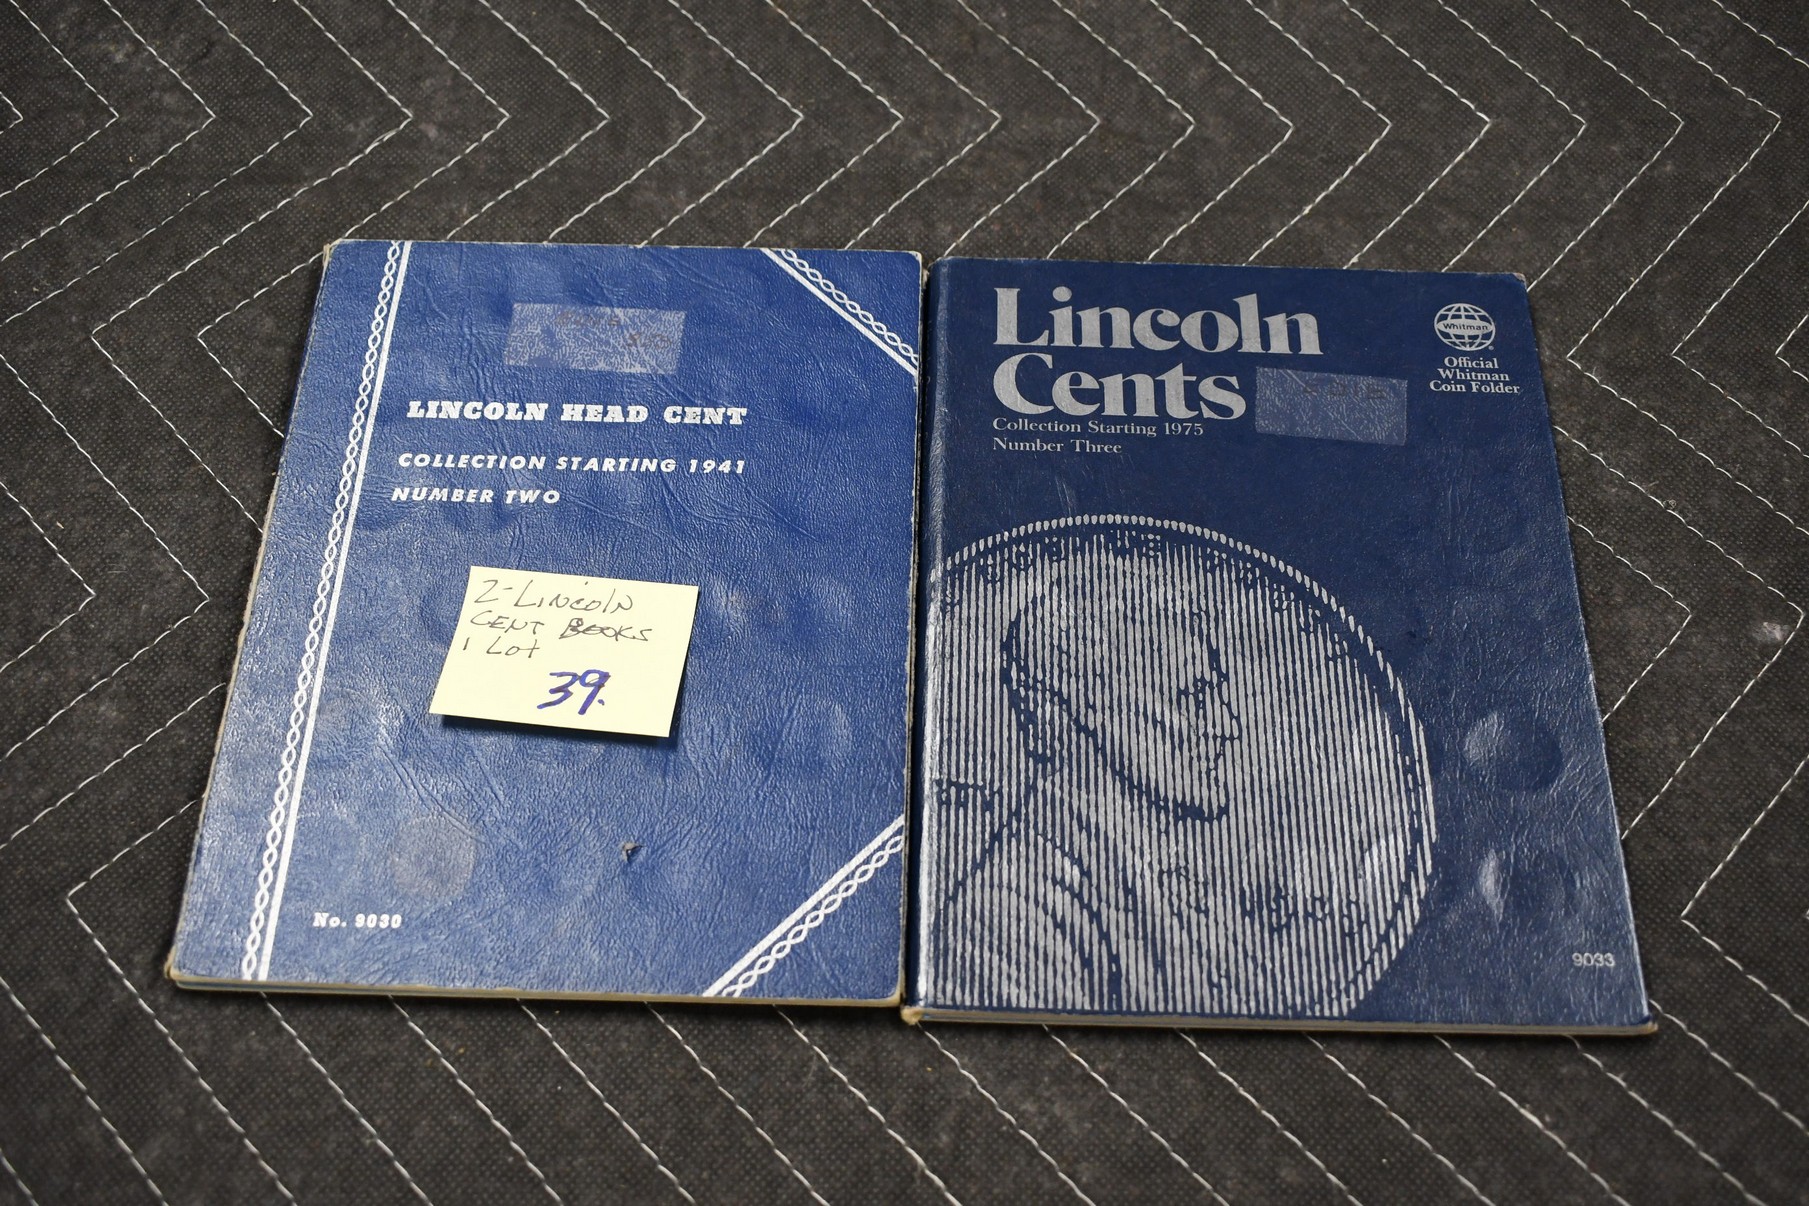 LINCOLN HEAD CENT
COLLECTION STARTING 1941
NUMBER TWO
2-LINCOLN
CENT BOOKS
1 Lot
39.
No. 9030
Lincoln
Cents
Collection Starting 1975
Number Three
Whitman
Official
Whitman
Coin Folder
9033